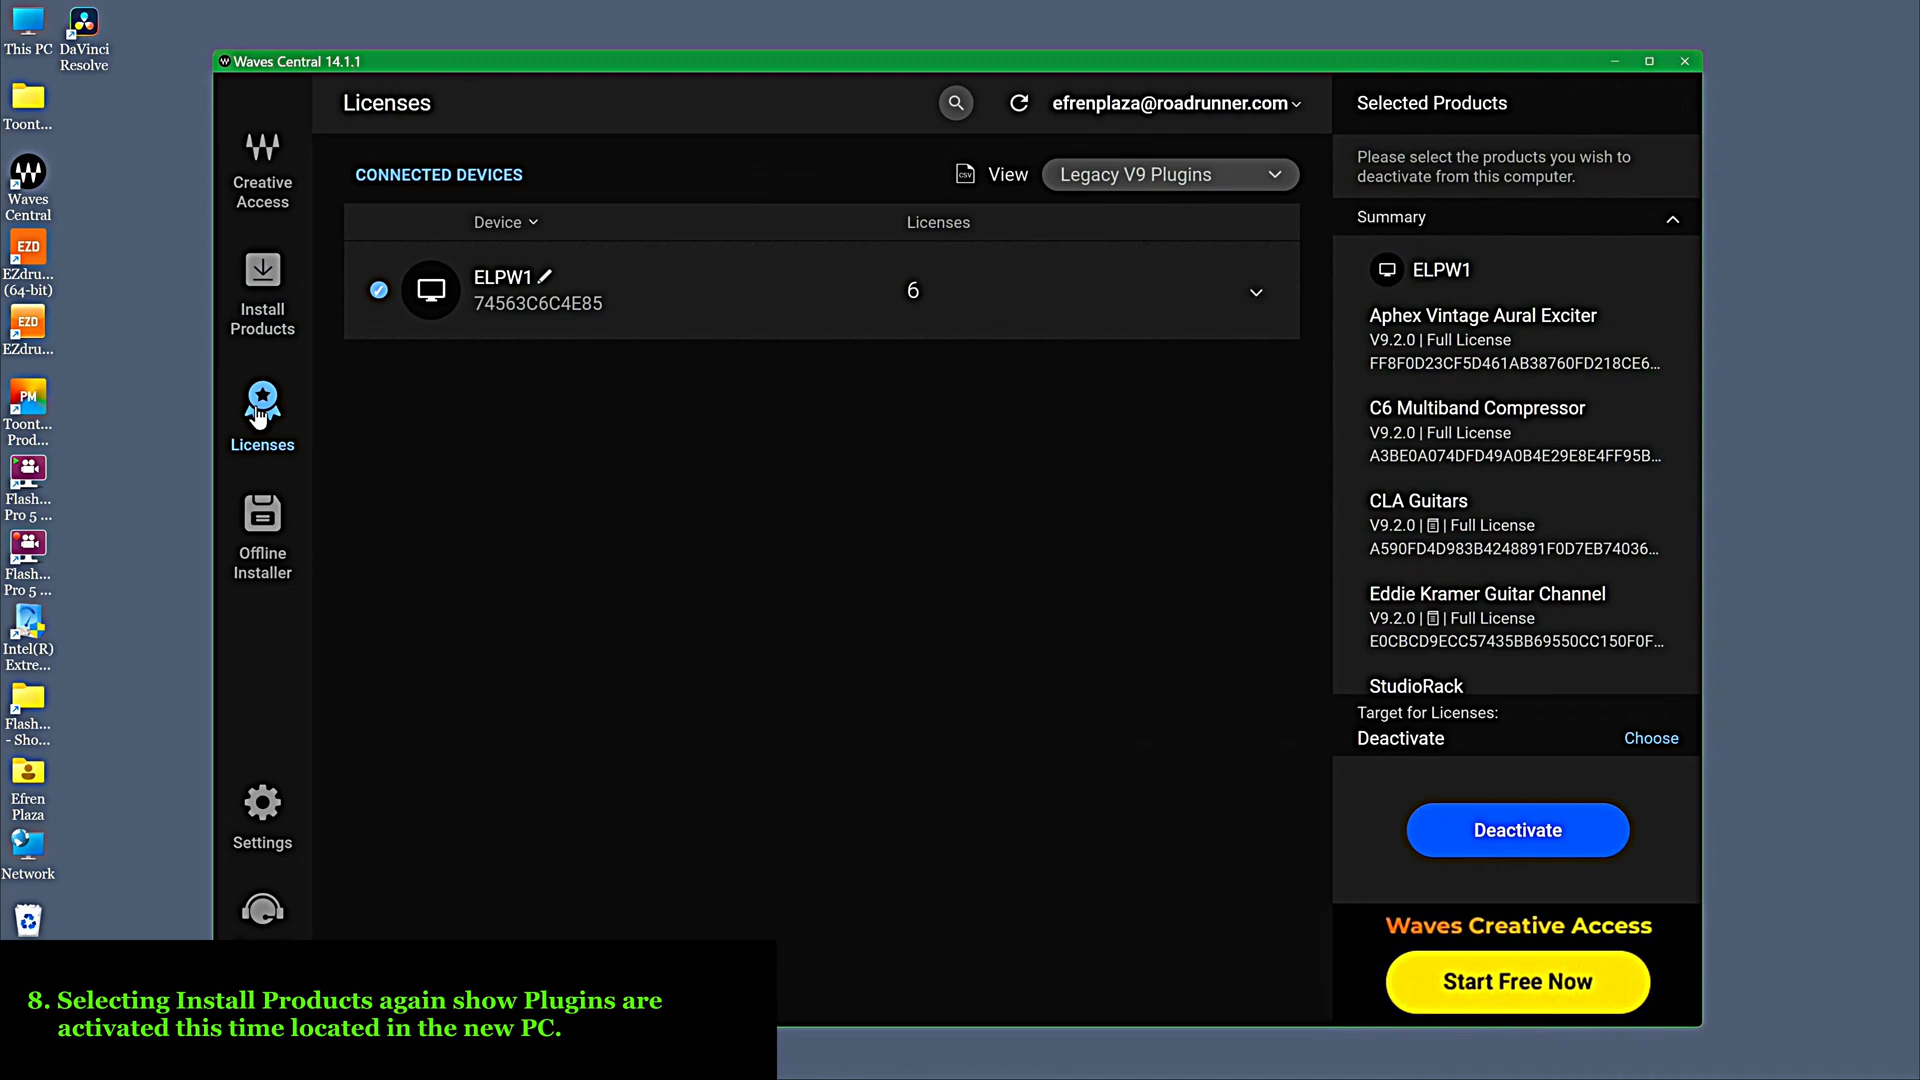 This PC
DaVinci
Resolve
Toont...
Waves
Central
EZD
EZdru...
(64-bit)
EZD
EZdru...
PM
Toont...
Prod...
Flash...
Pro 5 ...
Flash...
Pro 5 ...
Intel(R)
Extre...
Flash...
- Sho...
Efren
Plaza
Network
Waves Central 14.1.1
Creative
Access
Install
Products
Licenses
Offline
Installer
Settings
Licenses
efrenplaza@roadrunner.com
CONNECTED DEVICES
CSV
View
Legacy V9 Plugins
Device
Licenses
ELPW1
74563C6C4E85
6
Selected Products
Please select the products you wish to
deactivate from this computer.
Summary
ELPW1
Aphex Vintage Aural Exciter
V9.2.0 | Full License
FF8F0D23CF5D461AB38760FD218CE6...
C6 Multiband Compressor
V9.2.0 | Full License
A3BE0A074DFD49A0B4E29E8E4FF95B...
CLA Guitars
V9.2.0 | | Full License
A590FD4D983B4248891F0D7EB74036...
Eddie Kramer Guitar Channel
V9.2.0 | | Full License
E0CBCD9ECC57435BB69550CC150F0F...
StudioRack
Target for Licenses:
Deactivate
Choose
Deactivate
Waves Creative Access
Start Free Now
8. Selecting Install Products again show Plugins are
activated this time located in the new PC.